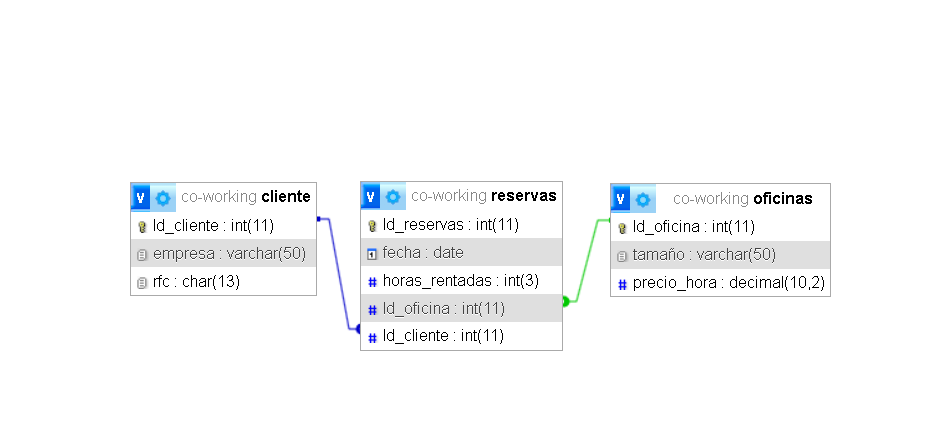 V co-working cliente
Id_cliente : int(11)
empresa : varchar(50)
rfc : char(13)
V co-working reservas
Id_reservas : int(11)
fecha : date
# horas_rentadas : int(3)
# Id_oficina : int(11)
# Id_cliente : int(11)
V co-working oficinas
Id_oficina : int(11)
tamaño : varchar(50)
# precio_hora : decimal(10,2)